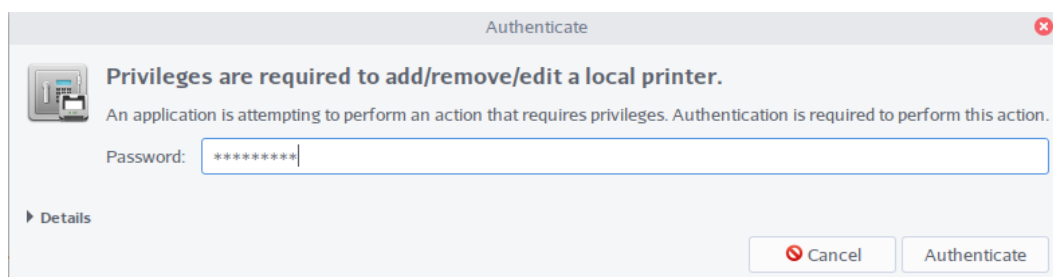 Authenticate
Privileges are required to add/remove/edit a local printer.
An application is attempting to perform an action that requires privileges. Authentication is required to perform this action.
Password: *********
Details
Cancel Authenticate